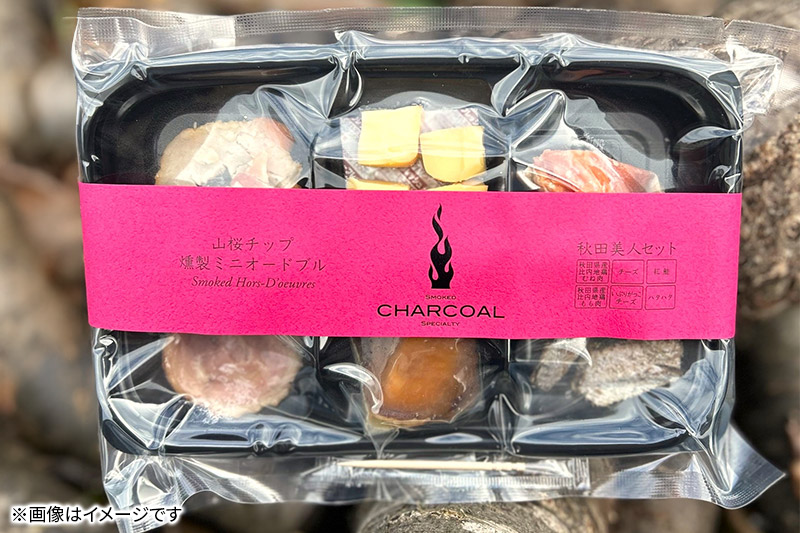 山桜チップ
燻製ミニオードブル
Smoked Hors-D'oeuvres
SMOKED
CHARCOAL
SPECIALTY
秋田美人セット
秋田県産
比内地鶏
むね肉
チーズ
紅鮭
秋田県産
比内地鶏
もも肉
いぶりがっこ
チーズ
ハタハタ
※画像はイメージです